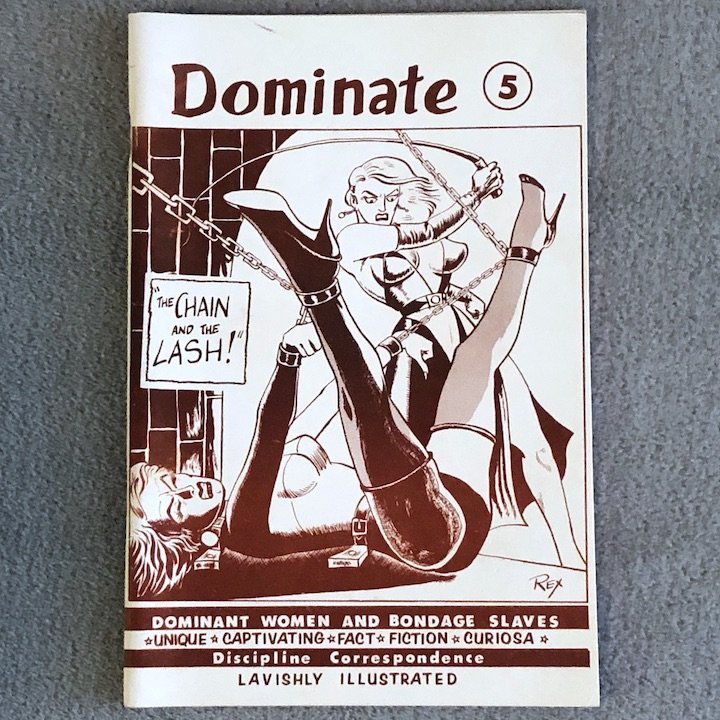 Dominate 5
"THE CHAIN
AND THE
LASH!"
REX
DOMINANT WOMEN AND BONDAGE SLAVES
☆UNIQUE☆CAPTIVATING☆FACT☆FICTION☆CURIOSA☆
Discipline Correspondence
LAVISHLY ILLUSTRATED